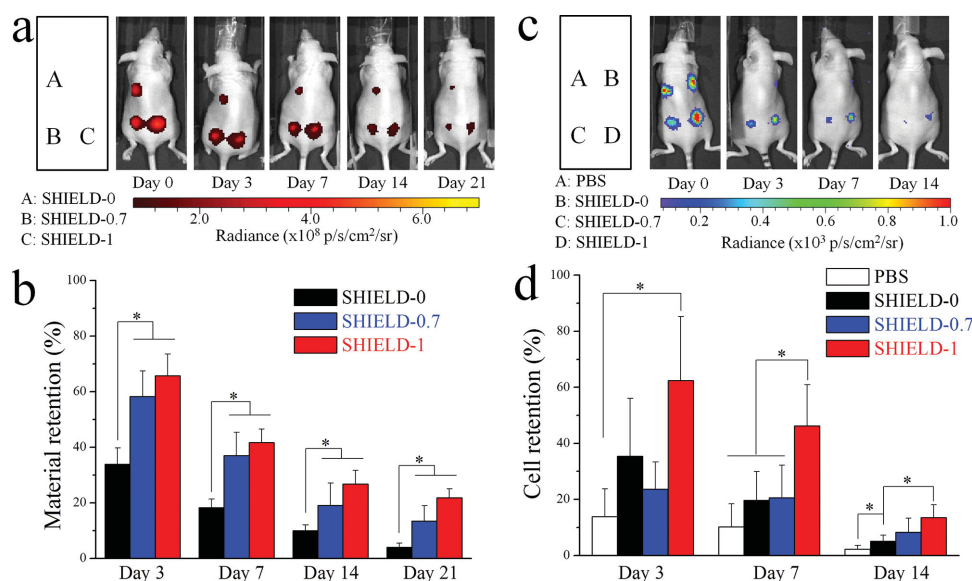 a
A
B C
Day 0 Day 3 Day 7 Day 14 Day 21
A: SHIELD-0
B: SHIELD-0.7
C: SHIELD-1
2.0 4.0 6.0
Radiance (x10⁸ p/s/cm²/sr)
c
A B
C D
Day 0 Day 3 Day 7 Day 14
A: PBS
B: SHIELD-0
C: SHIELD-0.7
D: SHIELD-1
0.2 0.4 0.6 0.8 1.0
Radiance (x10³ p/s/cm²/sr)
b
Material retention (%)
100
80
60
40
20
0
SHIELD-0
SHIELD-0.7
SHIELD-1
* * * *
Day 3 Day 7 Day 14 Day 21
d
Cell retention (%)
100
80
60
40
20
0
PBS
SHIELD-0
SHIELD-0.7
SHIELD-1
* * * *
Day 3 Day 7 Day 14